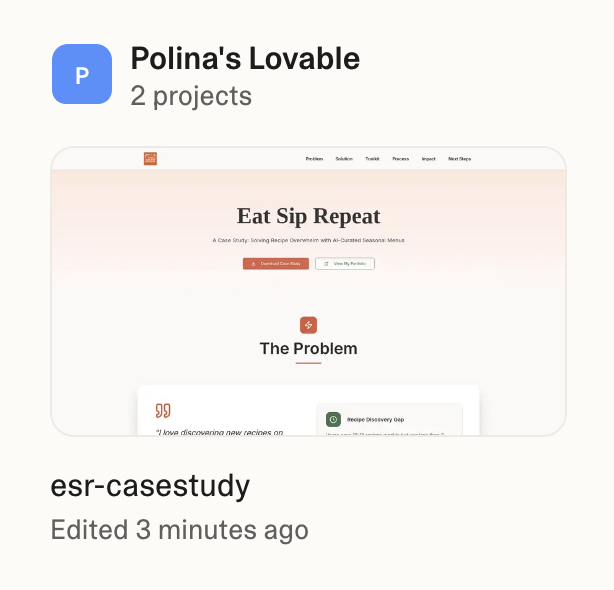 P
Polina's Lovable
2 projects
Problem Solution Toolkit Process Impact Next Steps
Eat Sip Repeat
A Case Study: Solving Recipe Overwhelm with AI-Curated Seasonal Menus
Download Case Study View My Portfolio
The Problem
"I love discovering new recipes on
Recipe Discovery Gap
esr-casestudy
Edited 3 minutes ago